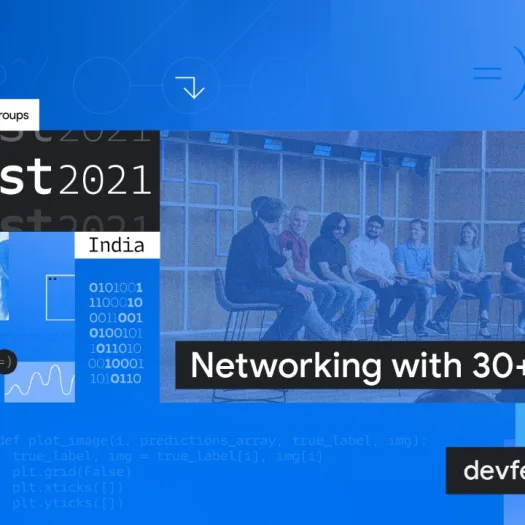 roups
st2021
st2021
st2021
India
0101001
1100010
0011001
0100101
1011010
0010001
1010110
=)
Networking with 30+
def plot_image(i, predictions_array, true_label, img):
true_label, img = true_label[i], img[i]
plt.grid(False)
plt.xticks([])
plt.yticks([])
devfe